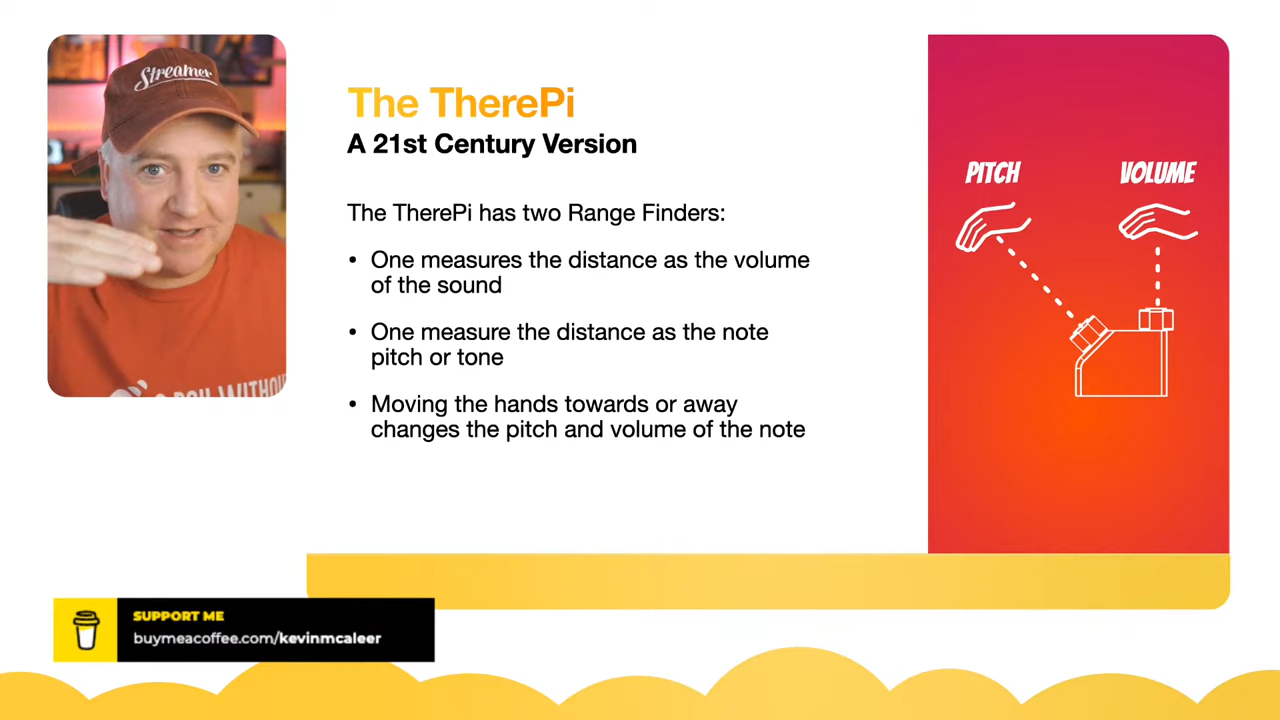 Streamer
The TherePi
A 21st Century Version
The TherePi has two Range Finders:
• One measures the distance as the volume
of the sound
• One measure the distance as the note
pitch or tone
• Moving the hands towards or away
changes the pitch and volume of the note
PITCH
VOLUME
SUPPORT ME
buymeacoffee.com/kevinmcaleer